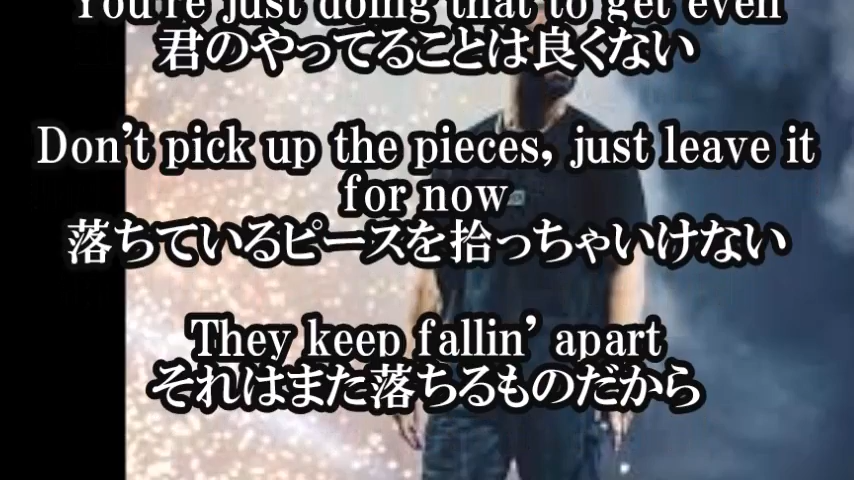 You're just doing that to get even
君のやってることは良くない
Don't pick up the pieces, just leave it
for now
落ちているピースを拾っちゃいけない
They keep fallin' apart
それはまた落ちるものだから